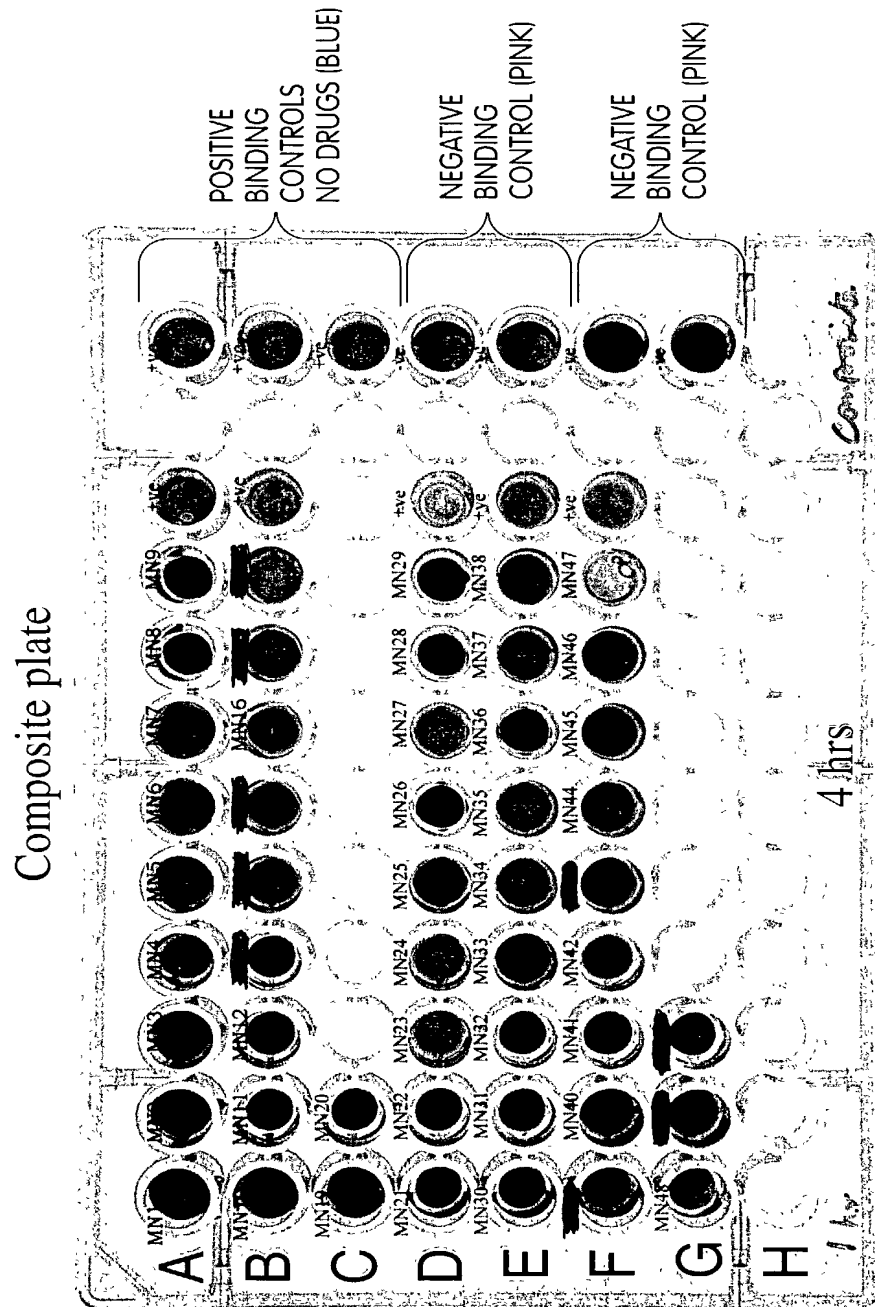 Composite plate
POSITIVE
BINDING
CONTROLS
NO DRUGS (BLUE)
NEGATIVE
BINDING
CONTROL (PINK)
NEGATIVE
BINDING
CONTROL (PINK)
A
MN1 MN3 MN4 MN5 MN6 MN7 MN8 MN9 +ve +ve
B
MN11 MN12 MN16 +ve +ve
C
MN19 MN20 +ve
D
MN21 MN22 MN23 MN24 MN25 MN26 MN27 MN28 MN29 +ve -ve
E
MN30 MN31 MN32 MN33 MN34 MN35 MN36 MN37 MN38 +ve -ve
F
MN40 MN41 MN42 MN44 MN45 MN46 MN47 +ve -ve
G
-ve
H
1 hr
4 hrs
Composite